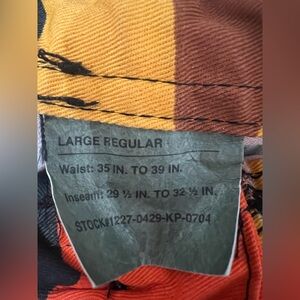 LARGE REGULAR
Waist: 35 IN. TO 39 IN.
Inseam: 29 ½ IN. TO 32 ½ IN.
STOCK#1227-0429-KP-0704